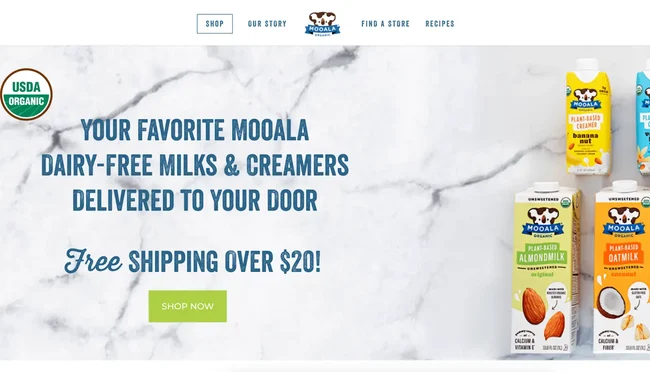 SHOP
OUR STORY
MOOALA
ORGANIC
FIND A STORE
RECIPES
USDA
ORGANIC
YOUR FAVORITE MOOALA
DAIRY-FREE MILKS & CREAMERS
DELIVERED TO YOUR DOOR
Free SHIPPING OVER $20!
SHOP NOW
MOOALA
PLANT-BASED
CREAMER
banana
nut
UNSWEETENED
MOOALA
ORGANIC
PLANT-BASED
ALMONDMILK
UNSWEETENED
original
CALCIUM &
VITAMIN E
UNSWEETENED
MOOALA
ORGANIC
PLANT-BASED
OATMILK
coconut
CALCIUM &
FIBER